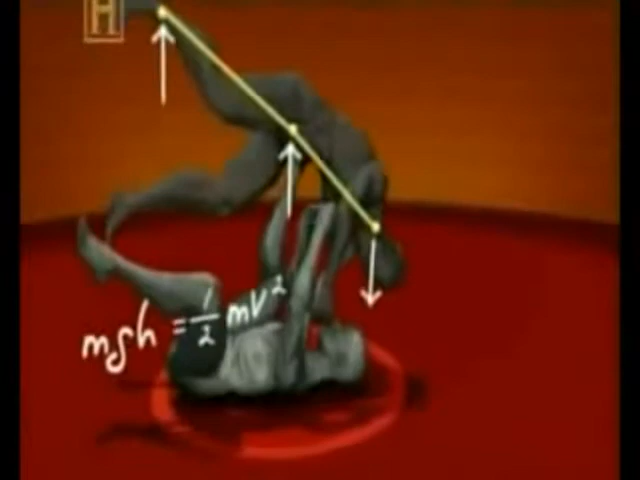 H
mgh = 1/2 mv²